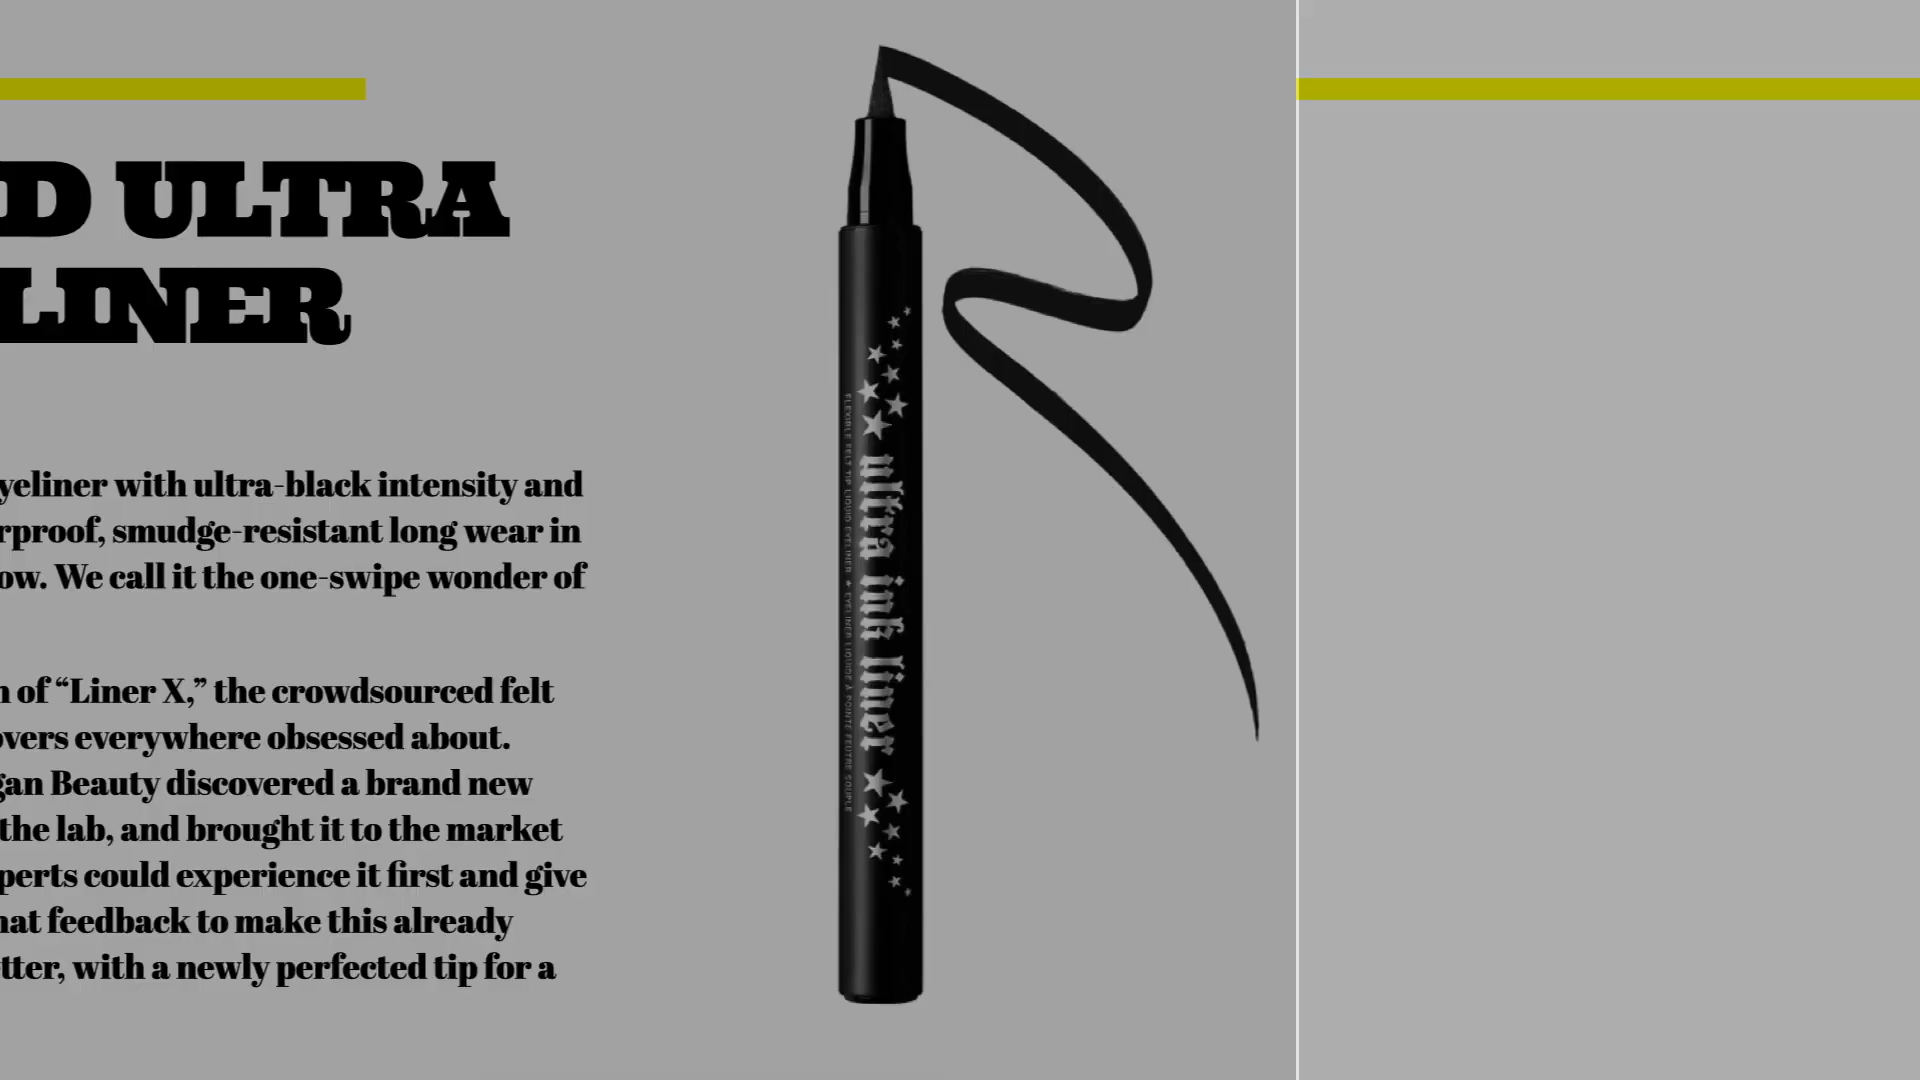 D ULTRA
LINER
yeliner with ultra-black intensity and
rproof, smudge-resistant long wear in
ow. We call it the one-swipe wonder of
n of “Liner X,” the crowdsourced felt
overs everywhere obsessed about.
gan Beauty discovered a brand new
the lab, and brought it to the market
perts could experience it first and give
hat feedback to make this already
tter, with a newly perfected tip for a
ultra ink liner
FLEXIBLE FELT TIP LIQUID EYELINER ✦ EYELINER LIQUIDE À POINTE FEUTRE SOUPLE